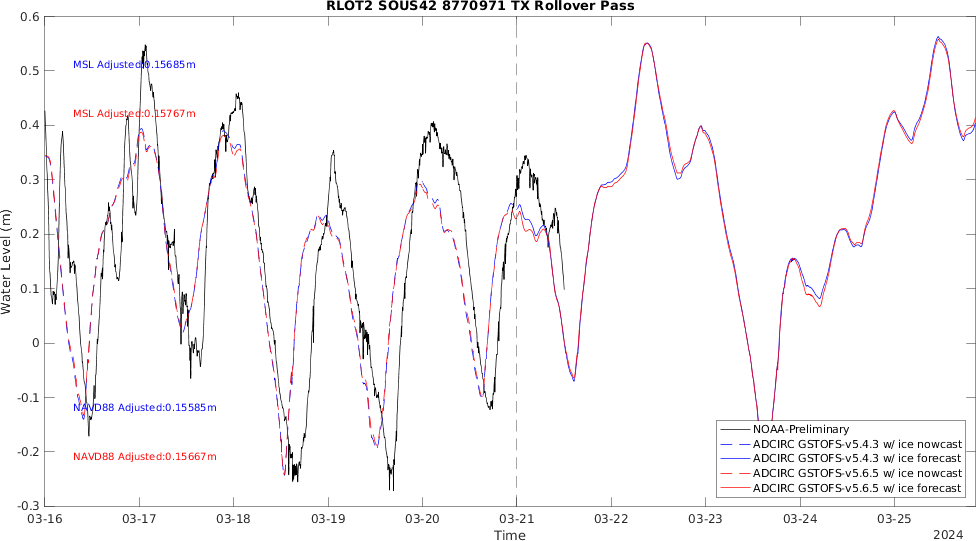 RLOT2 SOUS42 8770971 TX Rollover Pass
0.6
0.5
0.4
0.3
0.2
0.1
0
-0.1
-0.2
-0.3
Water Level (m)
MSL Adjusted:0.15685m
MSL Adjusted:0.15767m
NAVD88 Adjusted:0.15585m
NAVD88 Adjusted:0.15667m
NOAA-Preliminary
ADCIRC GSTOFS-v5.4.3 w/ ice nowcast
ADCIRC GSTOFS-v5.4.3 w/ ice forecast
ADCIRC GSTOFS-v5.6.5 w/ ice nowcast
ADCIRC GSTOFS-v5.6.5 w/ ice forecast
03-16 03-17 03-18 03-19 03-20 03-21 03-22 03-23 03-24 03-25
Time
2024